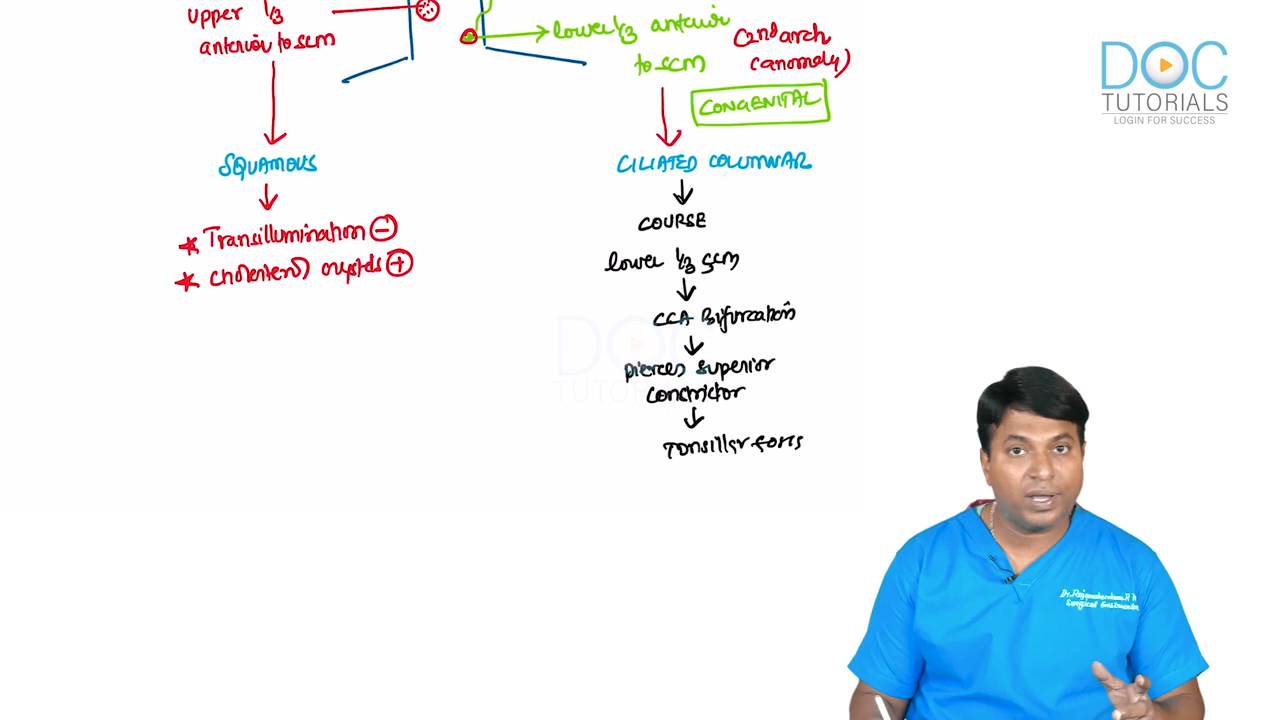 upper 1/3
anterior to scm
lower 1/3 anterior
to scm
(2nd arch
(anomaly)
CONGENITAL
SQUAMOUS
* Transillumination -
* cholesterol crystals +
CILIATED COLUMNAR
COURSE
lower 1/3 scm
CCA Bifurcation
pierces superior
constrictor
Tonsillar fossa
DOC
TUTORIALS
LOGIN FOR SUCCESS
DOC
Surgical